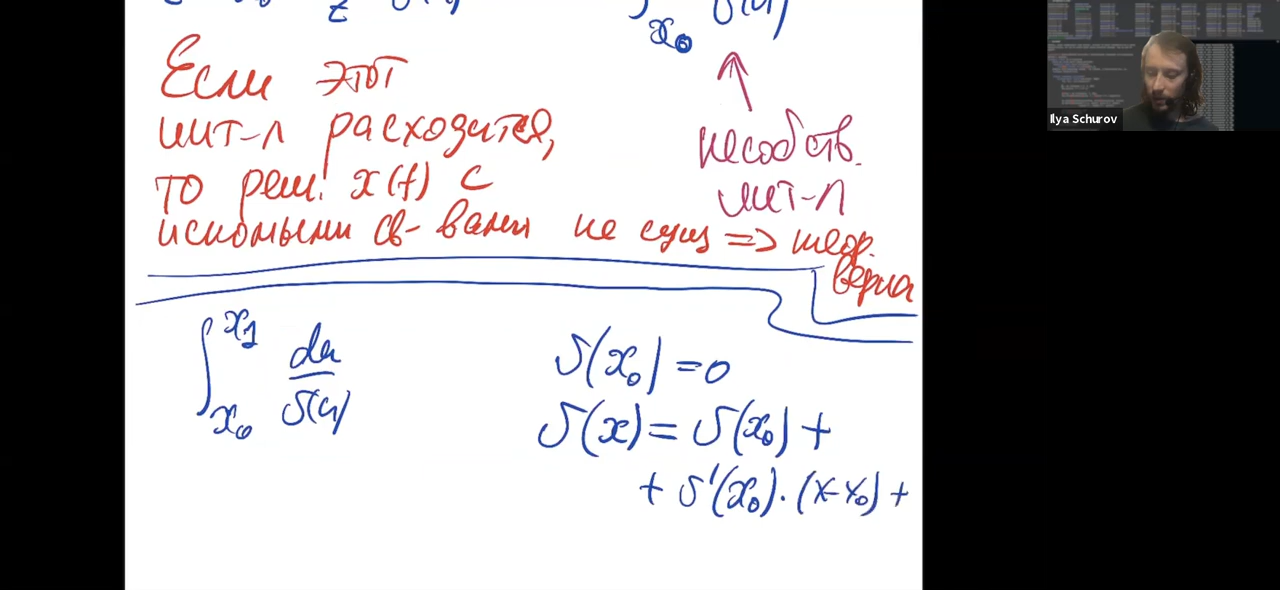 x₀
Если этот
инт-л расходится,
то реш. x(t) с
искомыми св-вами не сущ => теор.
верна
несобств.
инт-л
∫_{x₀}^{x₁} du/v(u)
v(x₀) = 0
v(x) = v(x₀) +
+ v'(x₀)·(x-x₀) +
Ilya Schurov